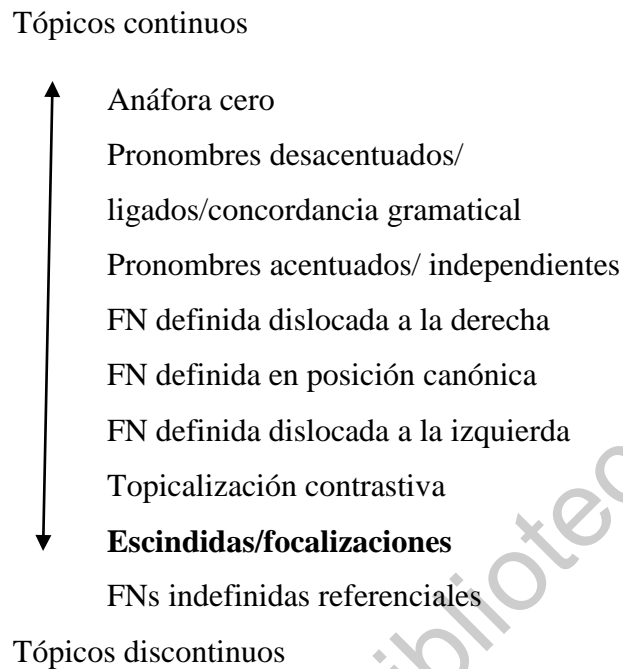 Tópicos continuos
Anáfora cero
Pronombres desacentuados/
ligados/concordancia gramatical
Pronombres acentuados/ independientes
FN definida dislocada a la derecha
FN definida en posición canónica
FN definida dislocada a la izquierda
Topicalización contrastiva
Escindidas/focalizaciones
FNs indefinidas referenciales
Tópicos discontinuos